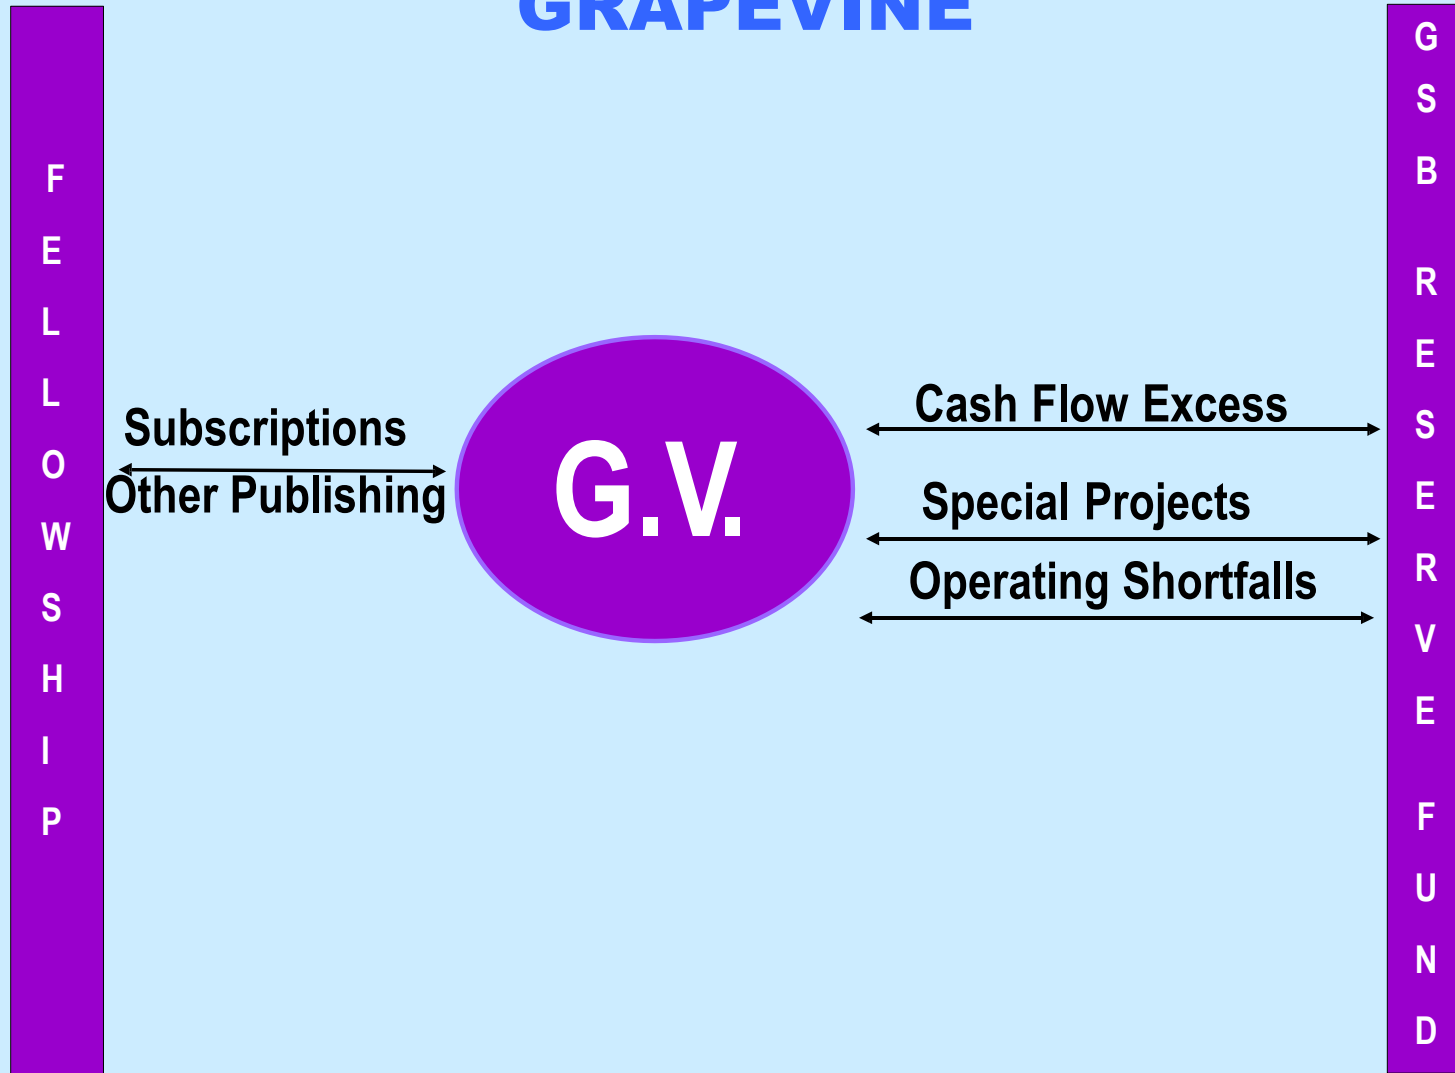 GRAPEVINE
FELLOWSHIP
Subscriptions
Other Publishing
G.V.
Cash Flow Excess
Special Projects
Operating Shortfalls
GSB RESERVE FUND